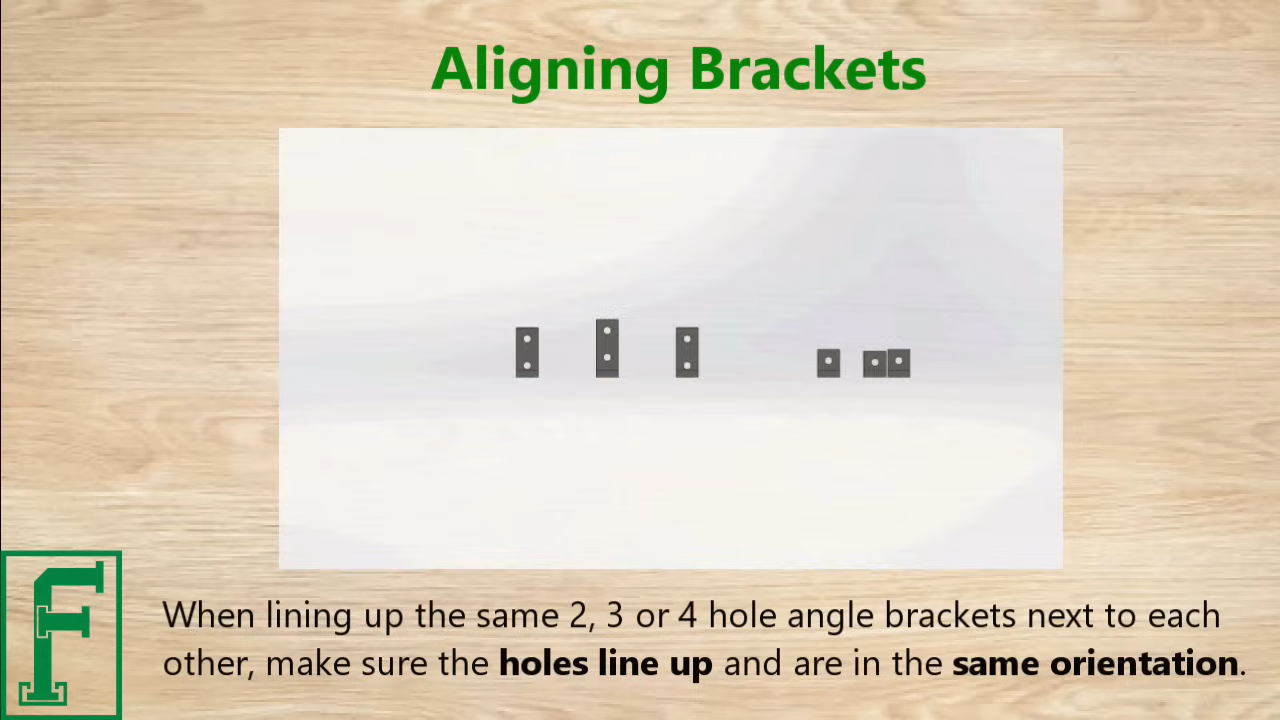 Aligning Brackets
When lining up the same 2, 3 or 4 hole angle brackets next to each
other, make sure the holes line up and are in the same orientation.
F